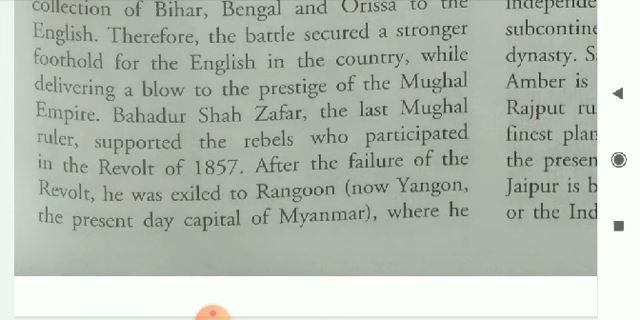 collection of Bihar, Bengal and Orissa to the
English. Therefore, the battle secured a stronger
foothold for the English in the country, while
delivering a blow to the prestige of the Mughal
Empire. Bahadur Shah Zafar, the last Mughal
ruler, supported the rebels who participated
in the Revolt of 1857. After the failure of the
Revolt, he was exiled to Rangoon (now Yangon,
the present day capital of Myanmar), where he
subcontine
dynasty. S
Amber is
Rajput ru
finest plan
the presen
Jaipur is b
or the Ind